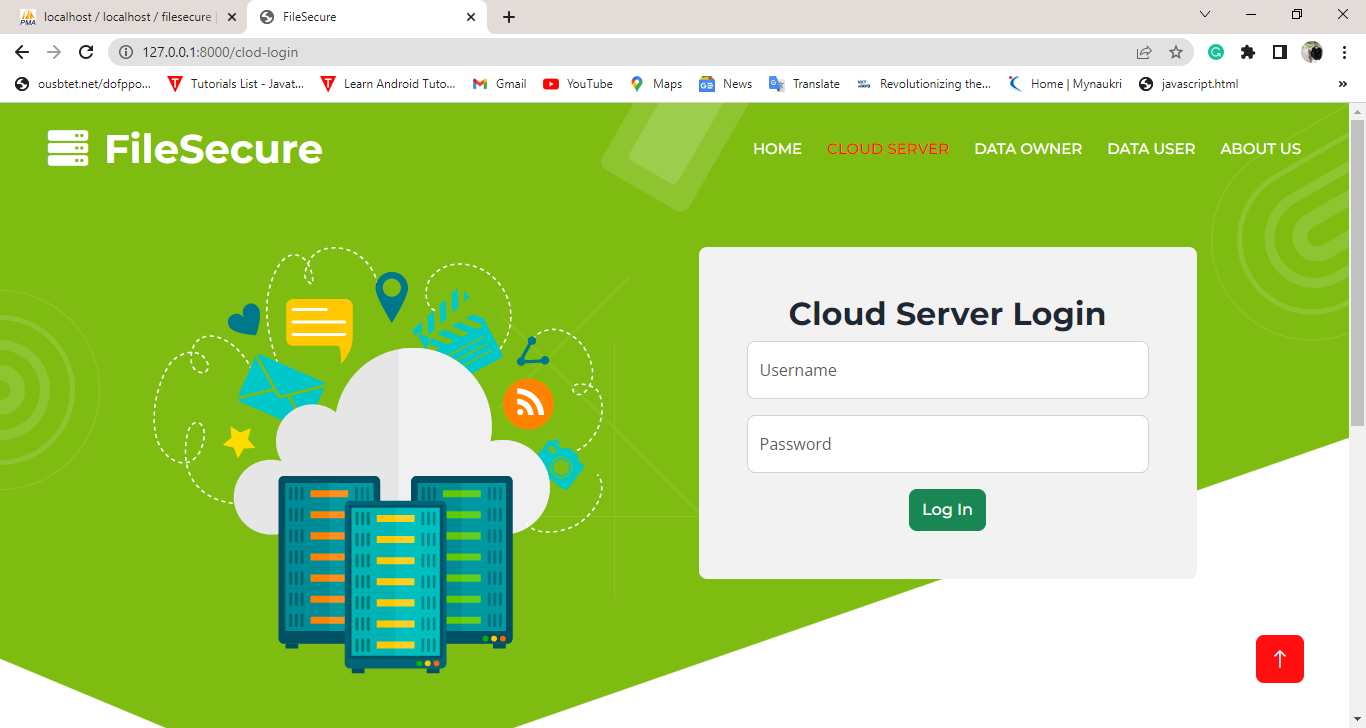 PMA localhost / localhost / filesecure |
FileSecure
127.0.0.1:8000/clod-login
ousbtet.net/dofppo... Tutorials List - Javat... Learn Android Tuto... Gmail YouTube Maps News Translate Revolutionizing the... Home | Mynaukri javascript.html »
FileSecure
HOME CLOUD SERVER DATA OWNER DATA USER ABOUT US
Cloud Server Login
Username
Password
Log In